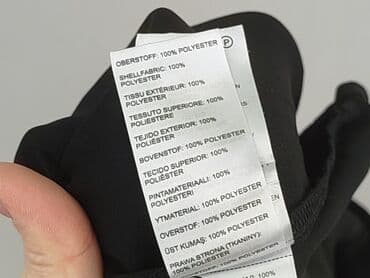 OBERSTOFF: 100% POLYESTER
SHELLFABRIC: 100%
POLYESTER
TISSU EXTÉRIEUR: 100%
POLYESTER
TESSUTO SUPERIORE: 100%
POLIESTERE
TEJIDO EXTERIOR: 100%
POLIÉSTER
BOVENSTOF: 100% POLYESTER
TECIDO SUPERIOR: 100%
POLIÉSTER
PINTAMATERIAALI: 100%
POLYESTERI
YTMATERIAL: 100% POLYESTER
OVERSTOF: 100% POLYESTER
ÜST KUMAŞ: 100% POLYESTER
PRAWA STRONA (TKANINY):
100% POLIESTER
P